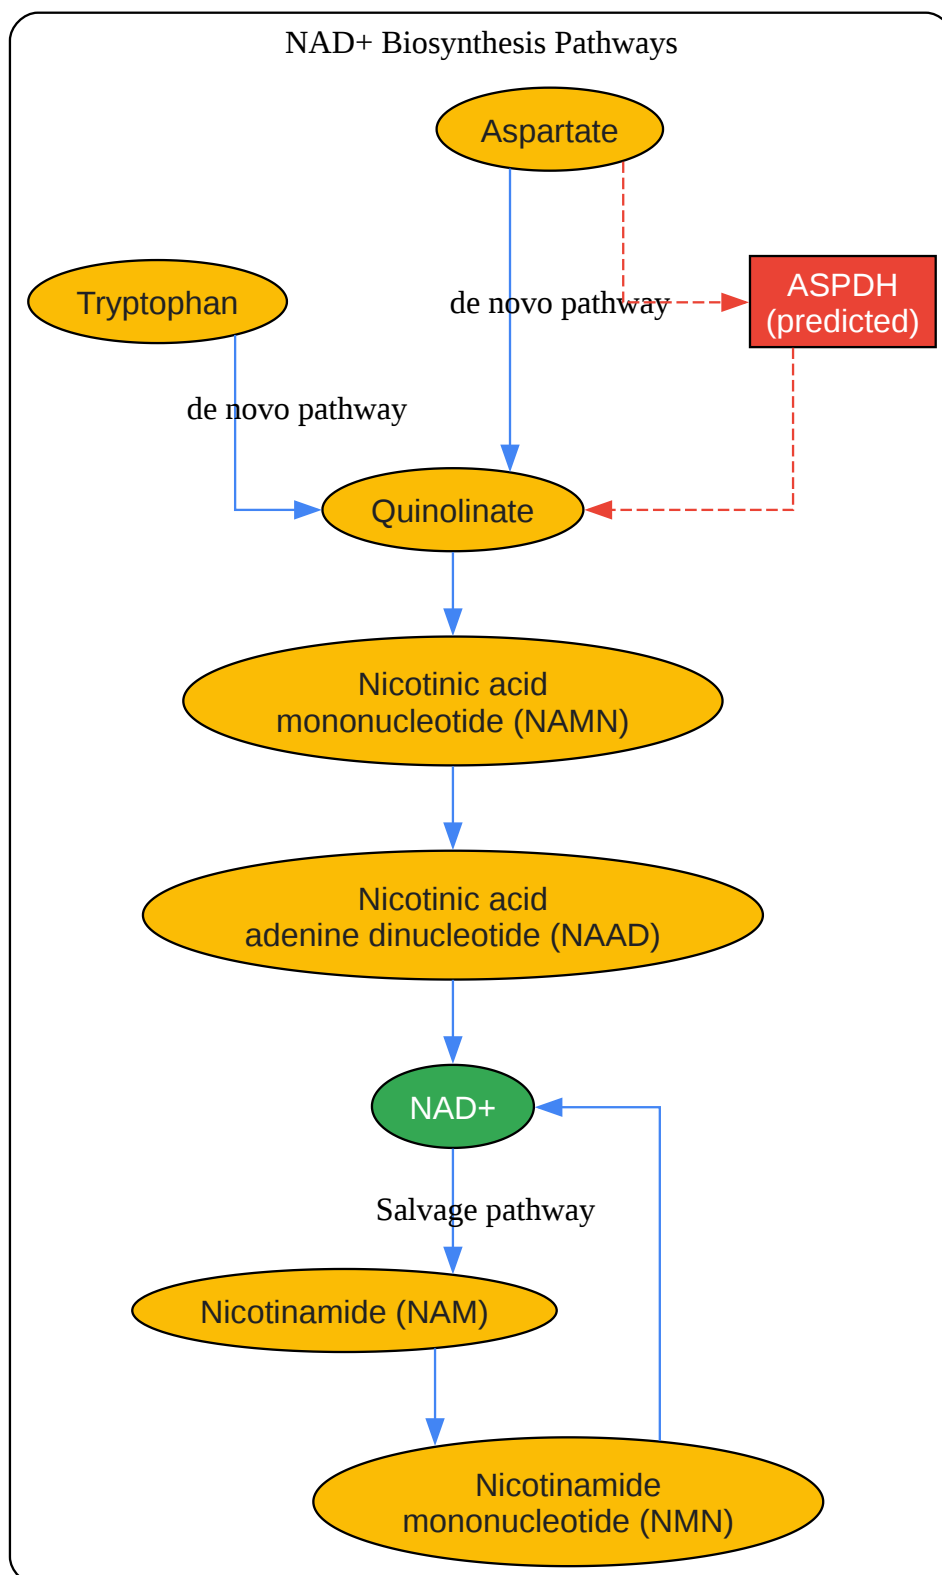 NAD+ Biosynthesis Pathways
Aspartate
Tryptophan
de novo pathway
ASPDH
(predicted)
de novo pathway
Quinolinate
Nicotinic acid
mononucleotide (NAMN)
Nicotinic acid
adenine dinucleotide (NAAD)
NAD+
Salvage pathway
Nicotinamide (NAM)
Nicotinamide
mononucleotide (NMN)